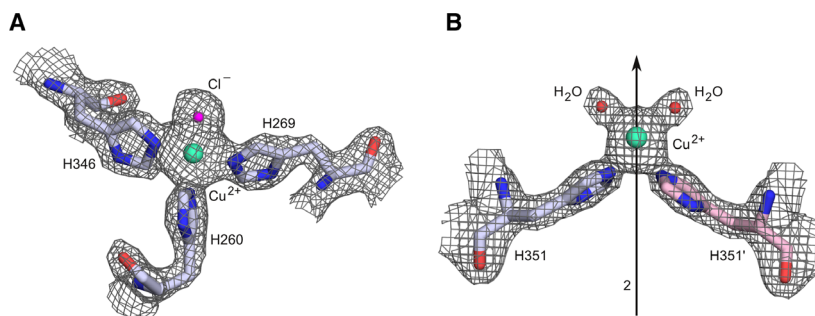 A
Cl⁻
H269
H346
Cu²⁺
H260
B
H₂O
H₂O
Cu²⁺
H351
H351'
2